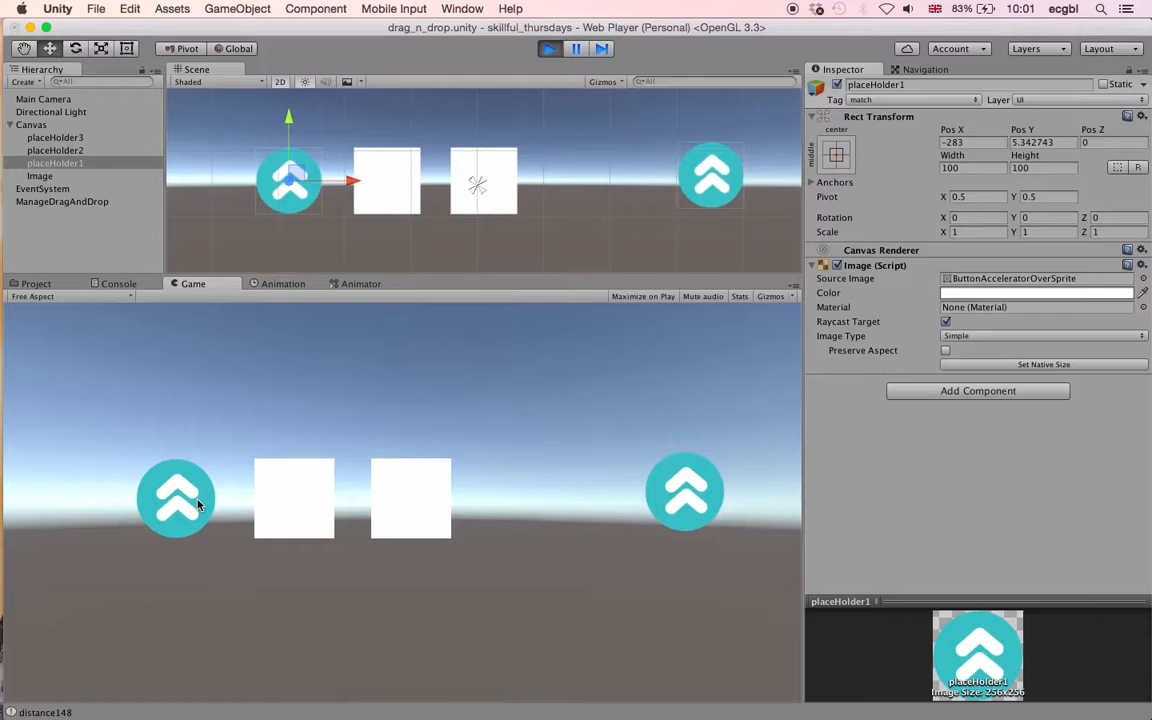 Unity File Edit Assets GameObject Component Mobile Input Window Help 83% 10:01 ecgbl
drag_n_drop.unity - skillful_thursdays - Web Player (Personal) <OpenGL 3.3>
Pivot Global Account Layers Layout
Hierarchy Scene Inspector Navigation
Create All Shaded 2D Gizmos All
placeHolder1 Static
Tag match Layer UI
Main Camera
Directional Light
Canvas
placeHolder3
placeHolder2
placeHolder1
Image
EventSystem
ManageDragAndDrop
Rect Transform
center
middle
Pos X Pos Y Pos Z
-283 5.342743 0
Width Height
100 100
R
Anchors
Pivot X 0.5 Y 0.5
Rotation X 0 Y 0 Z 0
Scale X 1 Y 1 Z 1
Canvas Renderer
Image (Script)
Source Image ButtonAcceleratorOverSprite
Color
Material None (Material)
Raycast Target
Image Type Simple
Preserve Aspect
Set Native Size
Add Component
Project Console Game Animation Animator
Free Aspect Maximize on Play Mute audio Stats Gizmos
placeHolder1
placeHolder1
Image Size: 256x256
distance148